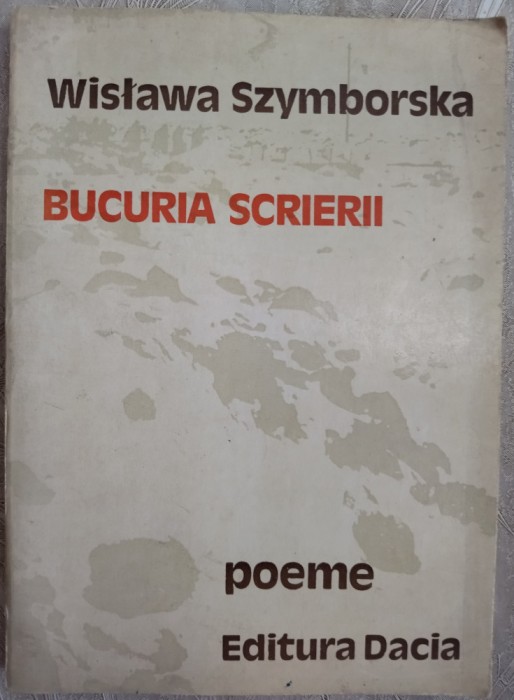 Wisława Szymborska
BUCURIA SCRIERII
poeme
Editura Dacia